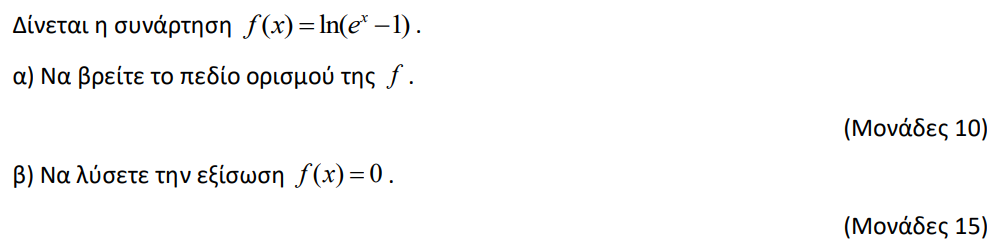 Δίνεται η συνάρτηση f(x) = ln(eˣ −1) .
α) Να βρείτε το πεδίο ορισμού της f .
(Μονάδες 10)
β) Να λύσετε την εξίσωση f(x) = 0 .
(Μονάδες 15)